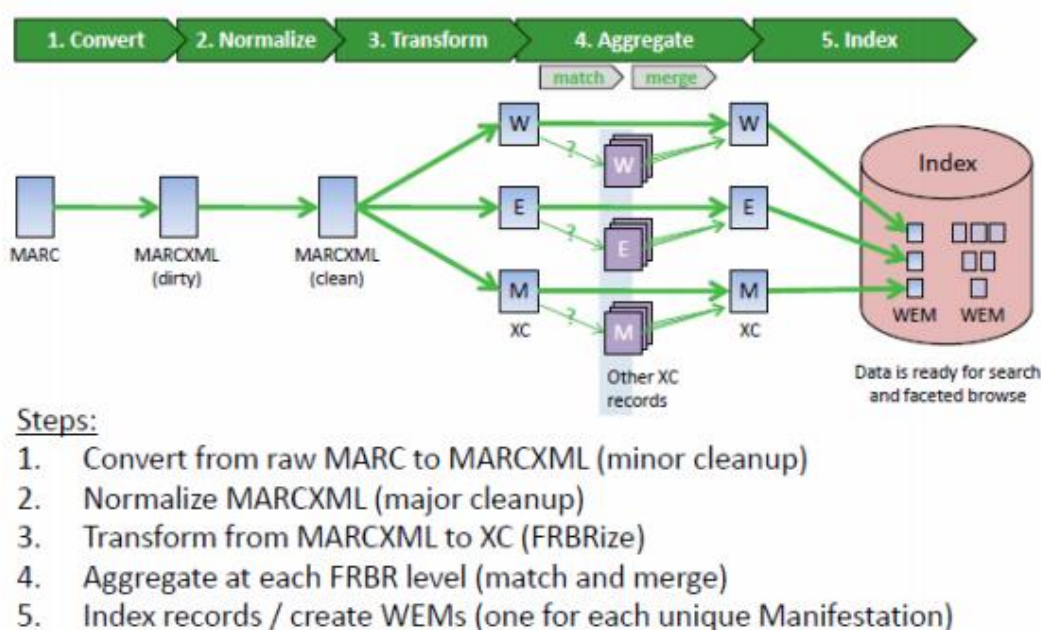 1. Convert
2. Normalize
3. Transform
4. Aggregate
5. Index
match
merge
W
W
W
?
Index
E
E
E
?
MARC
MARCXML
(dirty)
MARCXML
(clean)
M
M
M
?
XC
XC
WEM
WEM
Other XC
records
Data is ready for search
and faceted browse
Steps:
1. Convert from raw MARC to MARCXML (minor cleanup)
2. Normalize MARCXML (major cleanup)
3. Transform from MARCXML to XC (FRBRize)
4. Aggregate at each FRBR level (match and merge)
5. Index records / create WEMs (one for each unique Manifestation)